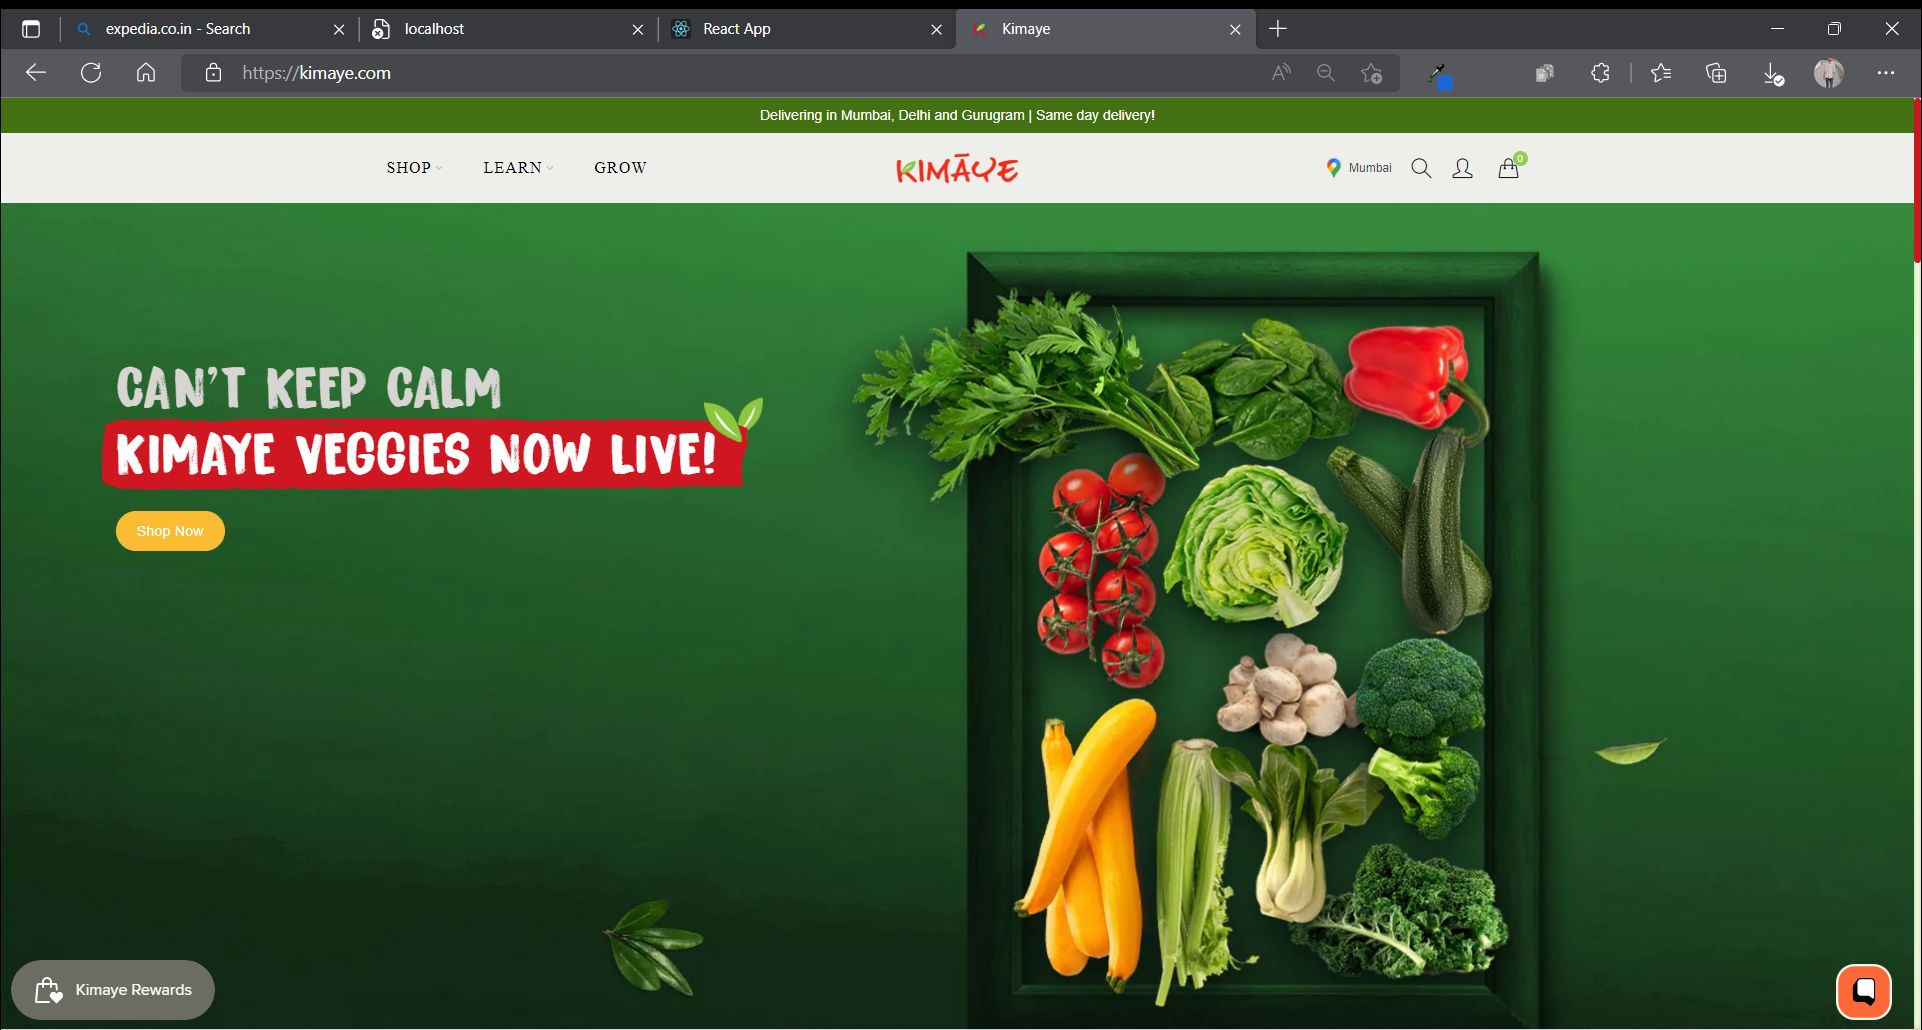 expedia.co.in - Search
localhost
React App
Kimaye
https://kimaye.com
Delivering in Mumbai, Delhi and Gurugram | Same day delivery!
SHOP
LEARN
GROW
KIMĀYE
Mumbai
0
CAN'T KEEP CALM
KIMAYE VEGGIES NOW LIVE!
Shop Now
Kimaye Rewards